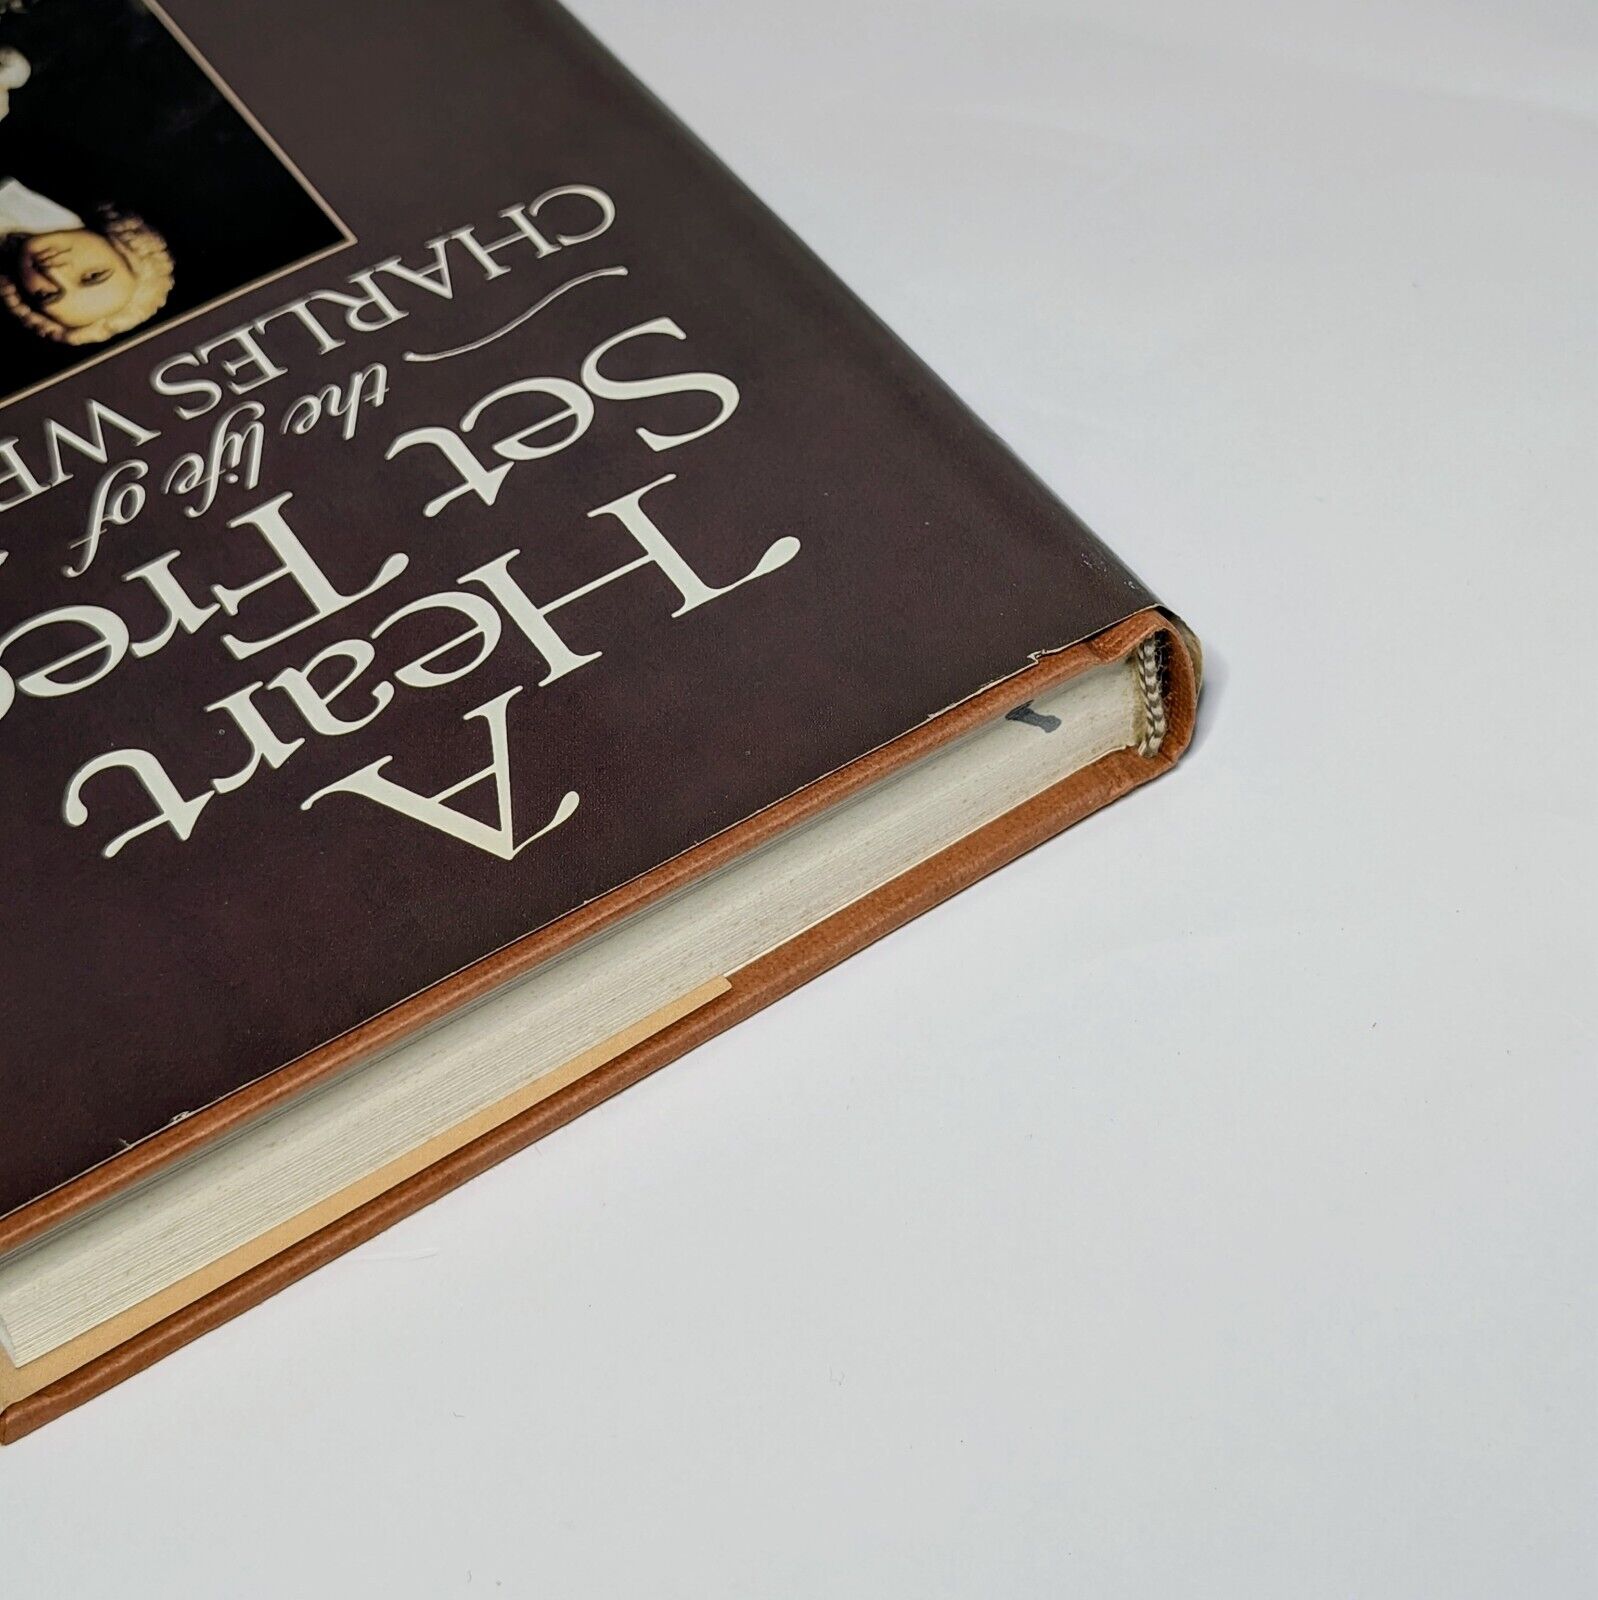 A
Heart
Set Free
the life of
CHARLES WE